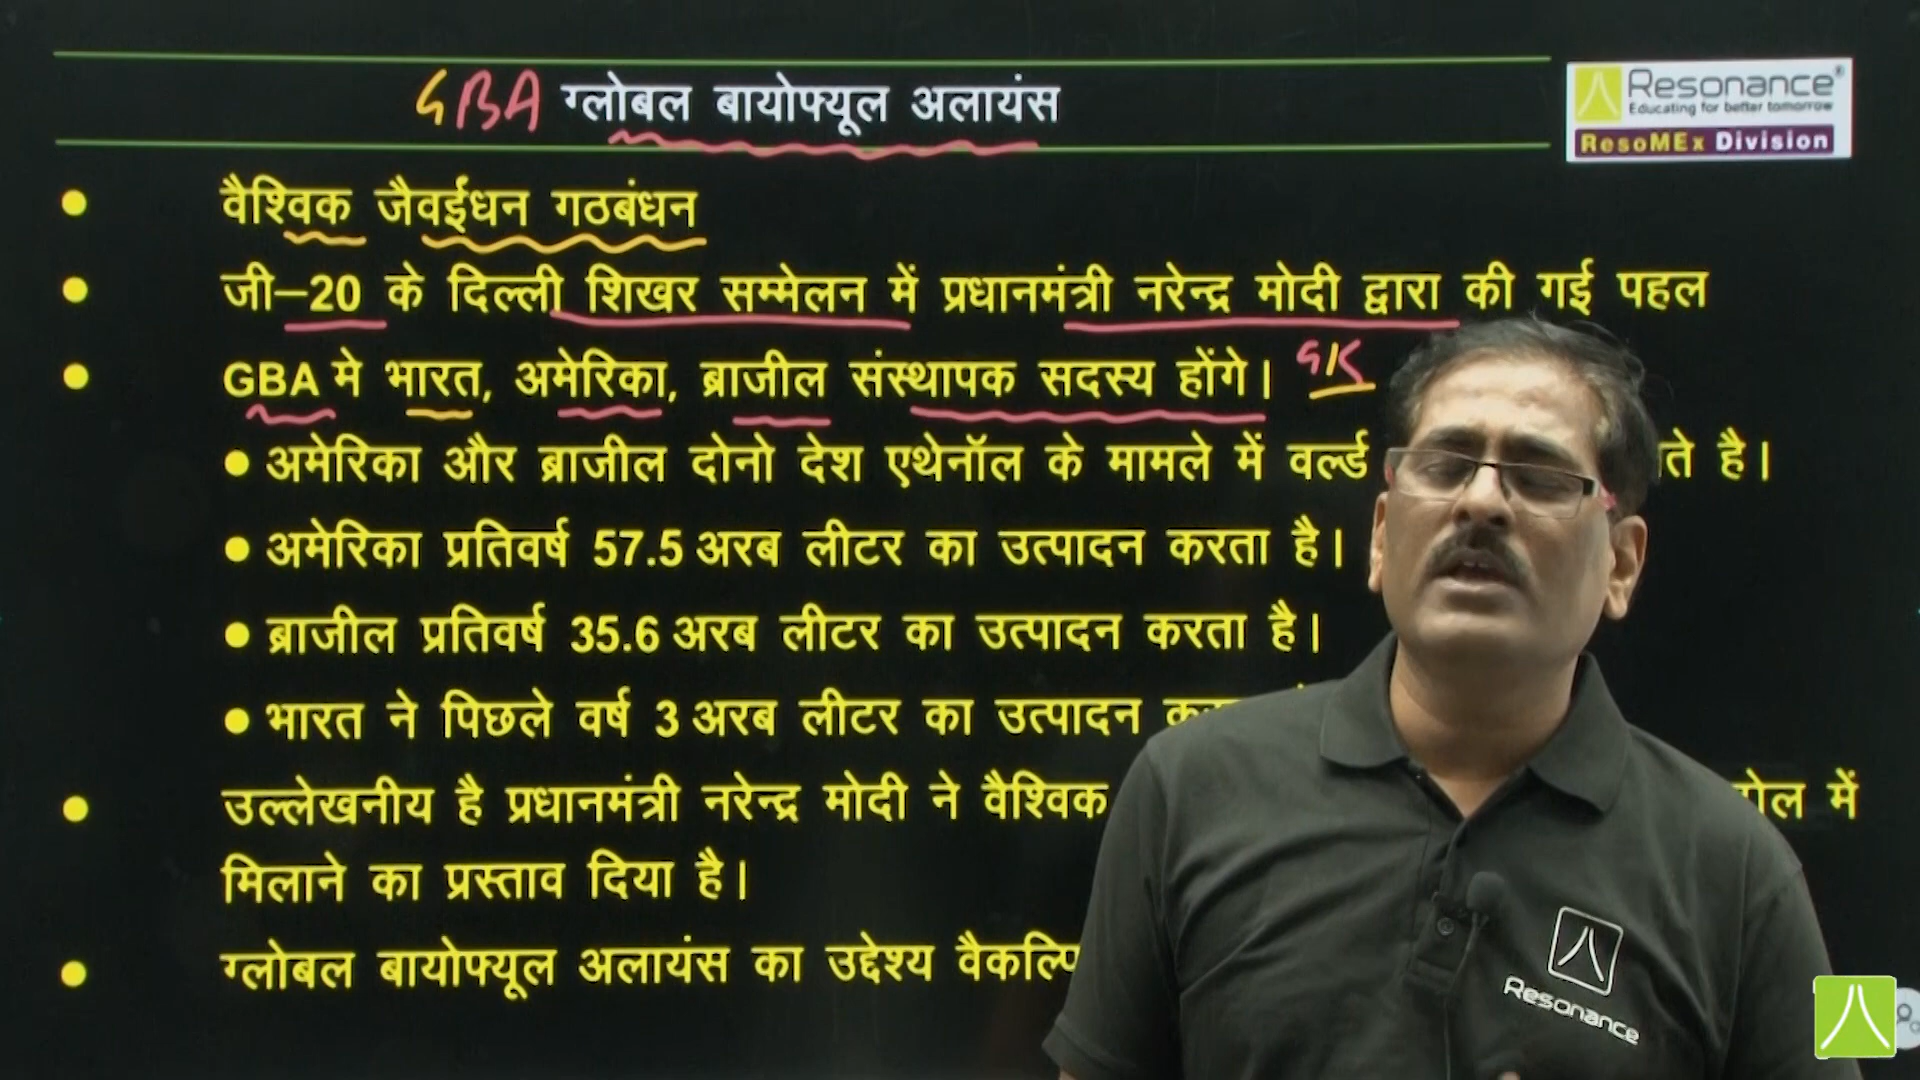 GBA ग्लोबल बायोफ्यूल अलायंस
Resonance®
Educating for better tomorrow
ResoMEx Division
● वैश्विक जैवईंधन गठबंधन
● जी–20 के दिल्ली शिखर सम्मेलन में प्रधानमंत्री नरेन्द्र मोदी द्वारा की गई पहल
● GBA मे भारत, अमेरिका, ब्राजील संस्थापक सदस्य होंगे। GK
● अमेरिका और ब्राजील दोनो देश एथेनॉल के मामले में वर्ल्ड है।
● अमेरिका प्रतिवर्ष 57.5 अरब लीटर का उत्पादन करता है।
● ब्राजील प्रतिवर्ष 35.6 अरब लीटर का उत्पादन करता है।
● भारत ने पिछले वर्ष 3 अरब लीटर का उत्पादन
● उल्लेखनीय है प्रधानमंत्री नरेन्द्र मोदी ने वैश्विक में
मिलाने का प्रस्ताव दिया है।
● ग्लोबल बायोफ्यूल अलायंस का उद्देश्य
Resonance